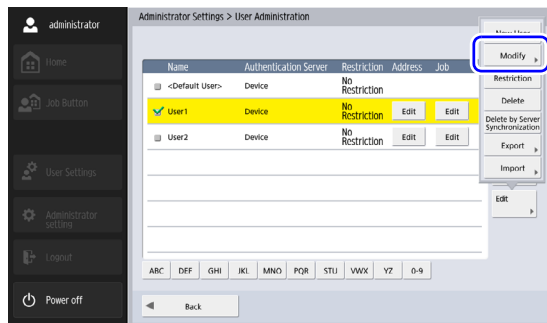 administrator
Home
Job Button
User Settings
Administrator
setting
Logout
Power off
Administrator Settings > User Administration
Name Authentication Server Restriction Address Job
<Default User> Device No
Restriction
User1 Device No
Restriction Edit Edit
User2 Device No
Restriction Edit Edit
ABC DEF GHI JKL MNO PQR STU VWX YZ 0-9
Back
New User
Modify
Restriction
Delete
Delete by Server
Synchronization
Export
Import
Edit